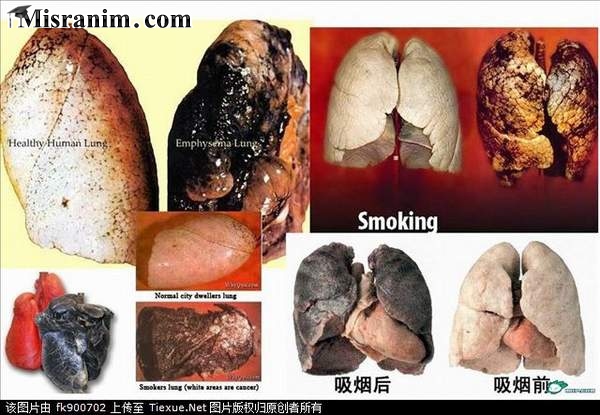 Misranim.com
Healthy Human Lung
Emphysema Lung
Smoking
Normal city dwellers lung
Smokers lung (white areas are cancer)
吸烟后
吸烟前
该图片由 fk900702 上传至 Tiexue.Net 图片版权归原创者所有